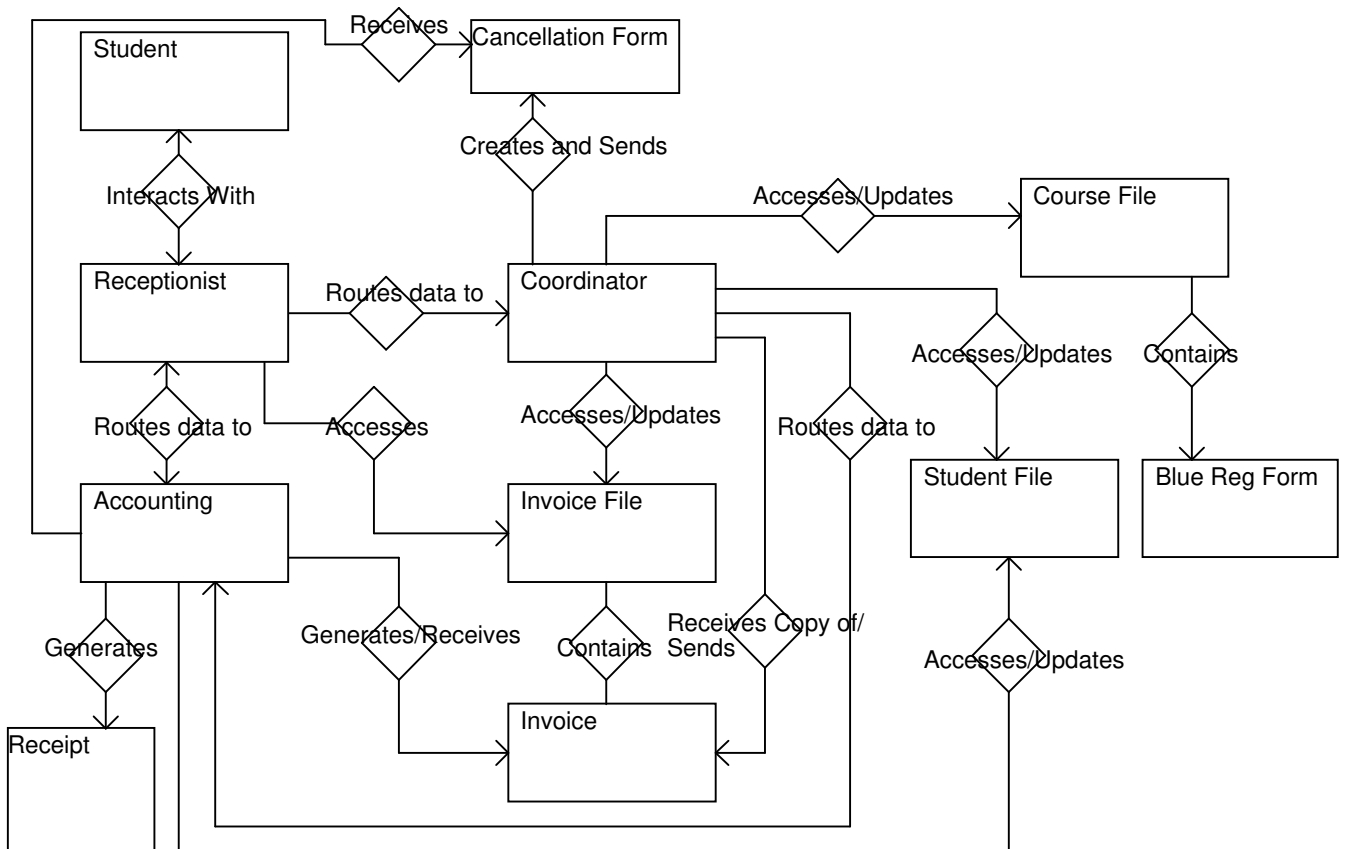 Receives
Cancellation Form
Student
Creates and Sends
Interacts With
Accesses/Updates
Course File
Receptionist
Routes data to
Coordinator
Accesses/Updates
Contains
Routes data to
Accesses
Accesses/Updates
Routes data to
Student File
Blue Reg Form
Accounting
Invoice File
Generates
Generates/Receives
Contains
Receives Copy of/
Sends
Accesses/Updates
Receipt
Invoice